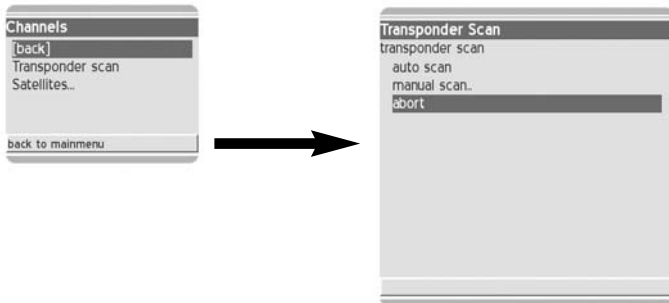 Channels
[back]
Transponder scan
Satellites...
back to mainmenu
Transponder Scan
transponder scan
auto scan
manual scan..
abort